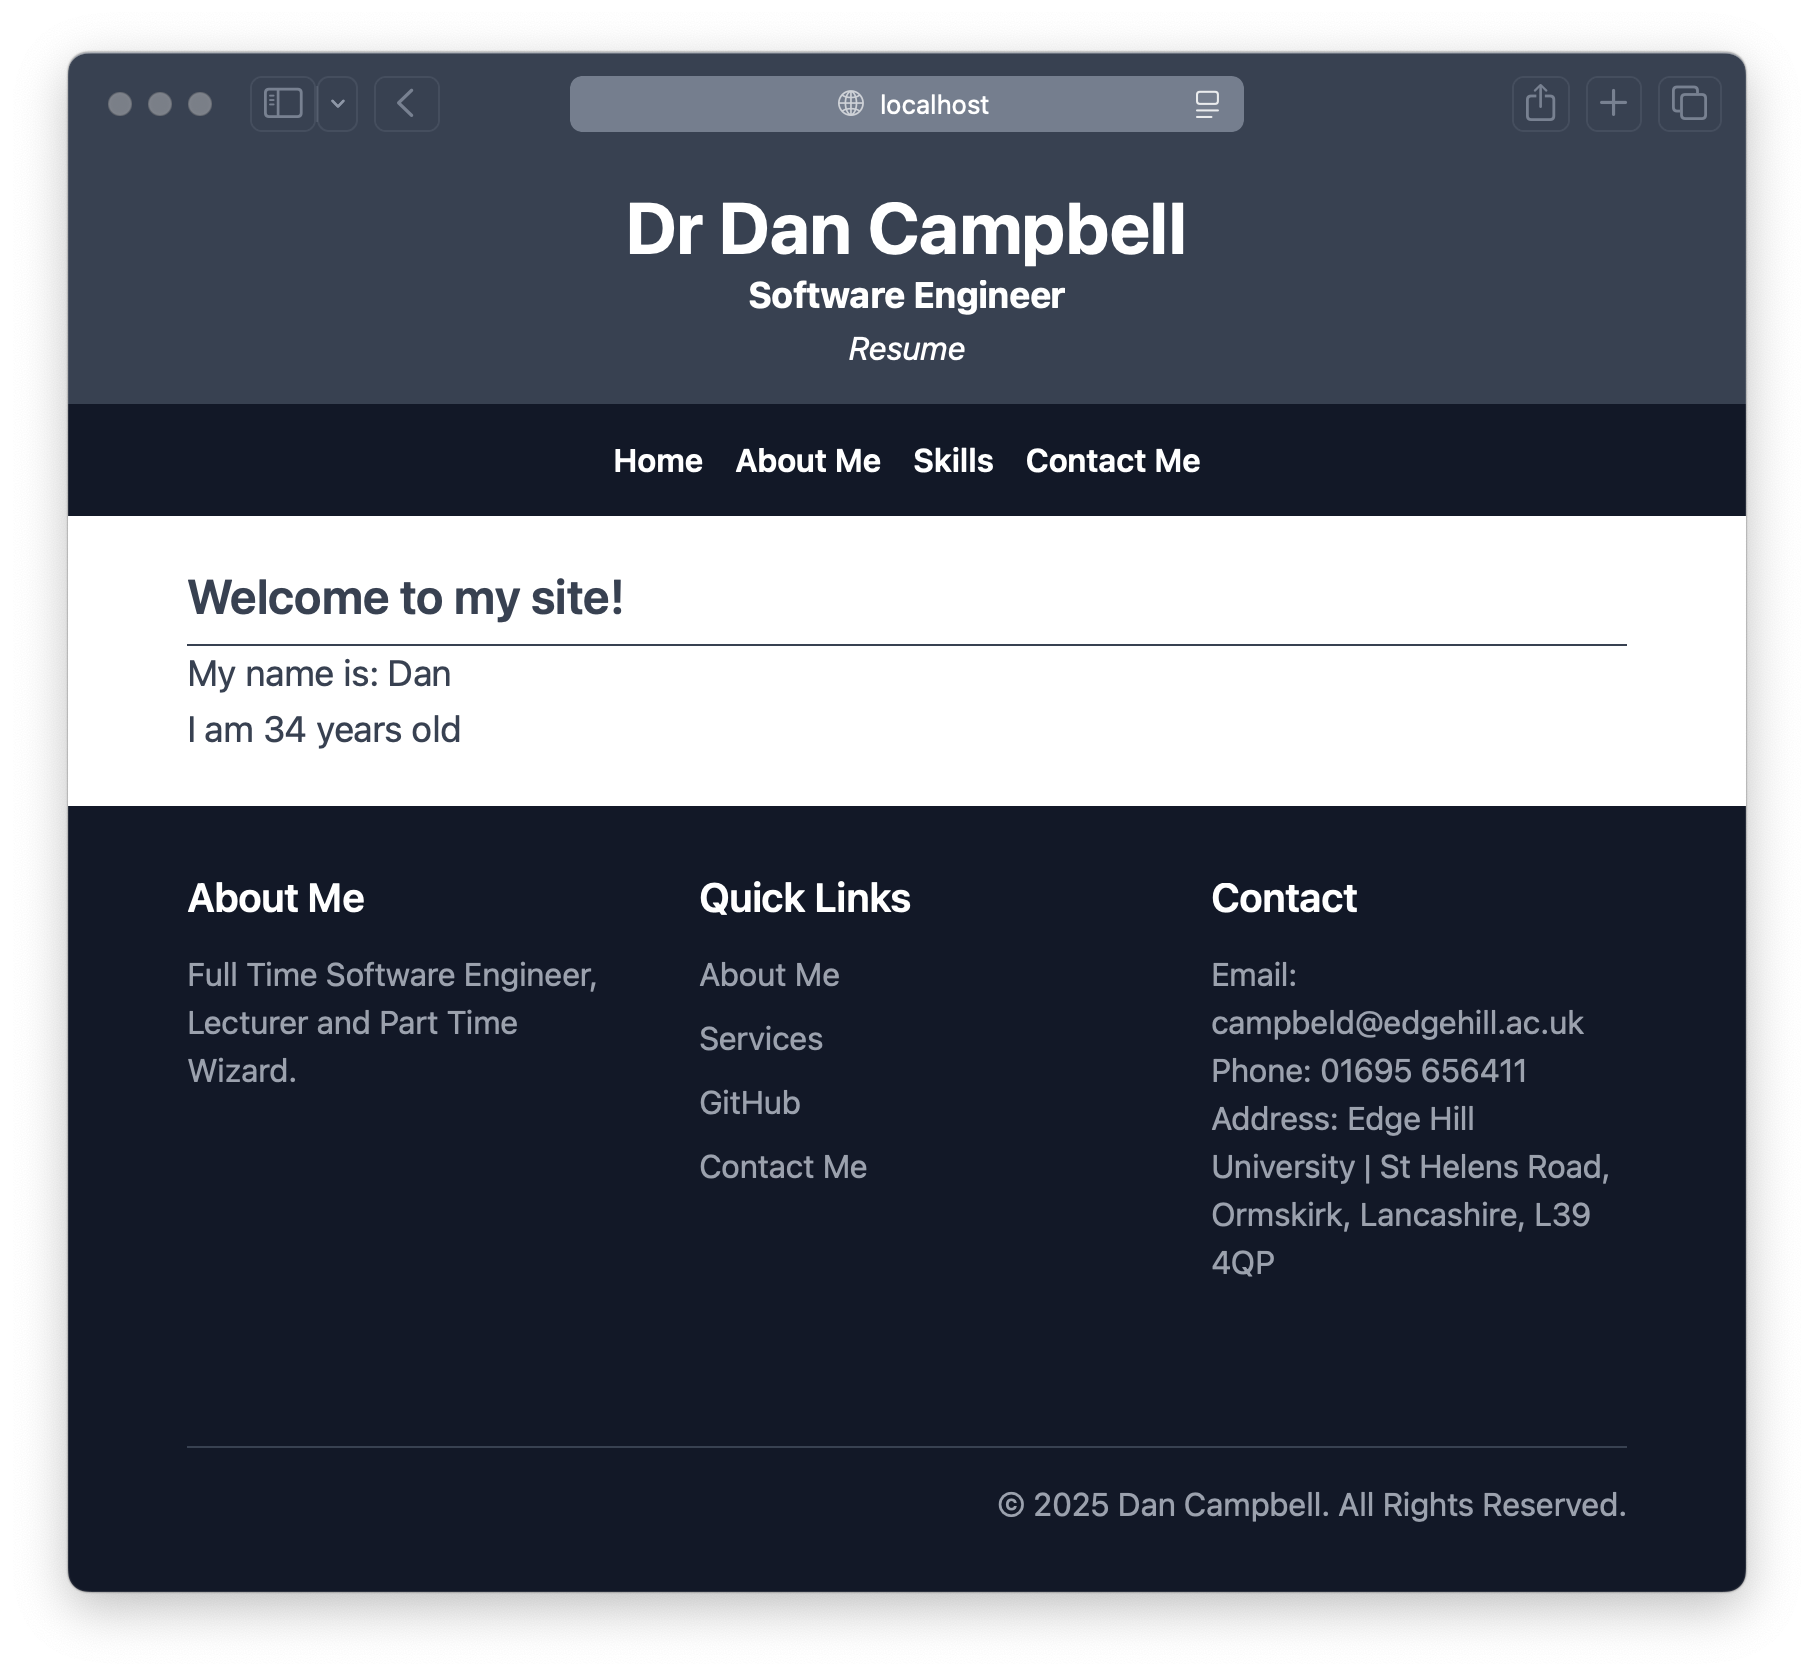 localhost
Dr Dan Campbell
Software Engineer
Resume
Home About Me Skills Contact Me
Welcome to my site!
My name is: Dan
I am 34 years old
About Me
Full Time Software Engineer,
Lecturer and Part Time
Wizard.
Quick Links
About Me
Services
GitHub
Contact Me
Contact
Email:
campbeld@edgehill.ac.uk
Phone: 01695 656411
Address: Edge Hill
University | St Helens Road,
Ormskirk, Lancashire, L39
4QP
© 2025 Dan Campbell. All Rights Reserved.